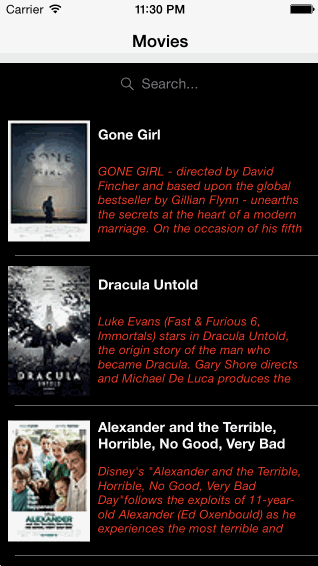 Carrier 11:30 PM
Movies
Search...
GONE
GIRL
Gone Girl
GONE GIRL - directed by David
Fincher and based upon the global
bestseller by Gillian Flynn - unearths
the secrets at the heart of a modern
marriage. On the occasion of his fifth
DRACULA
UNTOLD
Dracula Untold
Luke Evans (Fast & Furious 6,
Immortals) stars in Dracula Untold,
the origin story of the man who
became Dracula. Gary Shore directs
and Michael De Luca produces the
happened
ALEXANDER
Alexander and the Terrible,
Horrible, No Good, Very Bad
Disney's "Alexander and the Terrible,
Horrible, No Good, Very Bad
Day"follows the exploits of 11-year-
old Alexander (Ed Oxenbould) as he
experiences the most terrible and